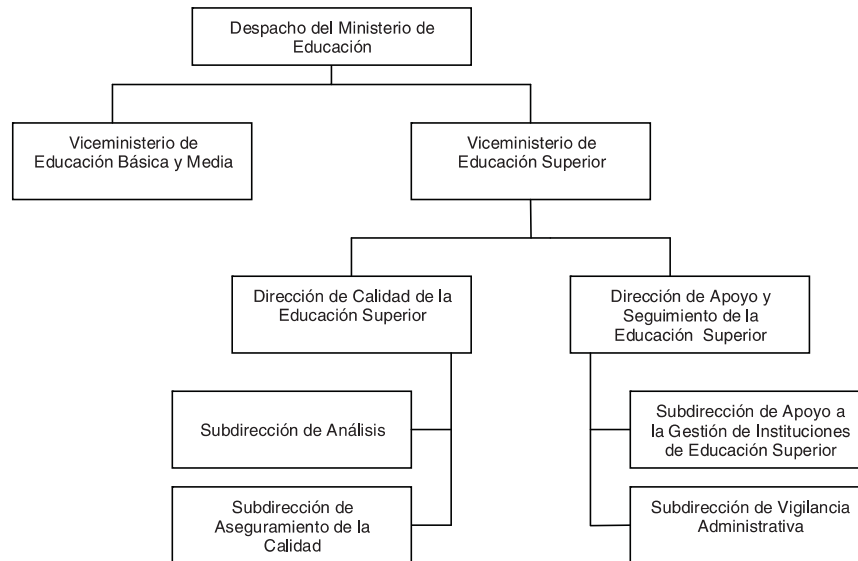 Despacho del Ministerio de
Educación
Viceministerio de
Educación Básica y Media
Viceministerio de
Educación Superior
Dirección de Calidad de la
Educación Superior
Dirección de Apoyo y
Seguimiento de la
Educación Superior
Subdirección de Análisis
Subdirección de Apoyo a
la Gestión de Instituciones
de Educación Superior
Subdirección de
Aseguramiento de la
Calidad
Subdirección de Vigilancia
Administrativa